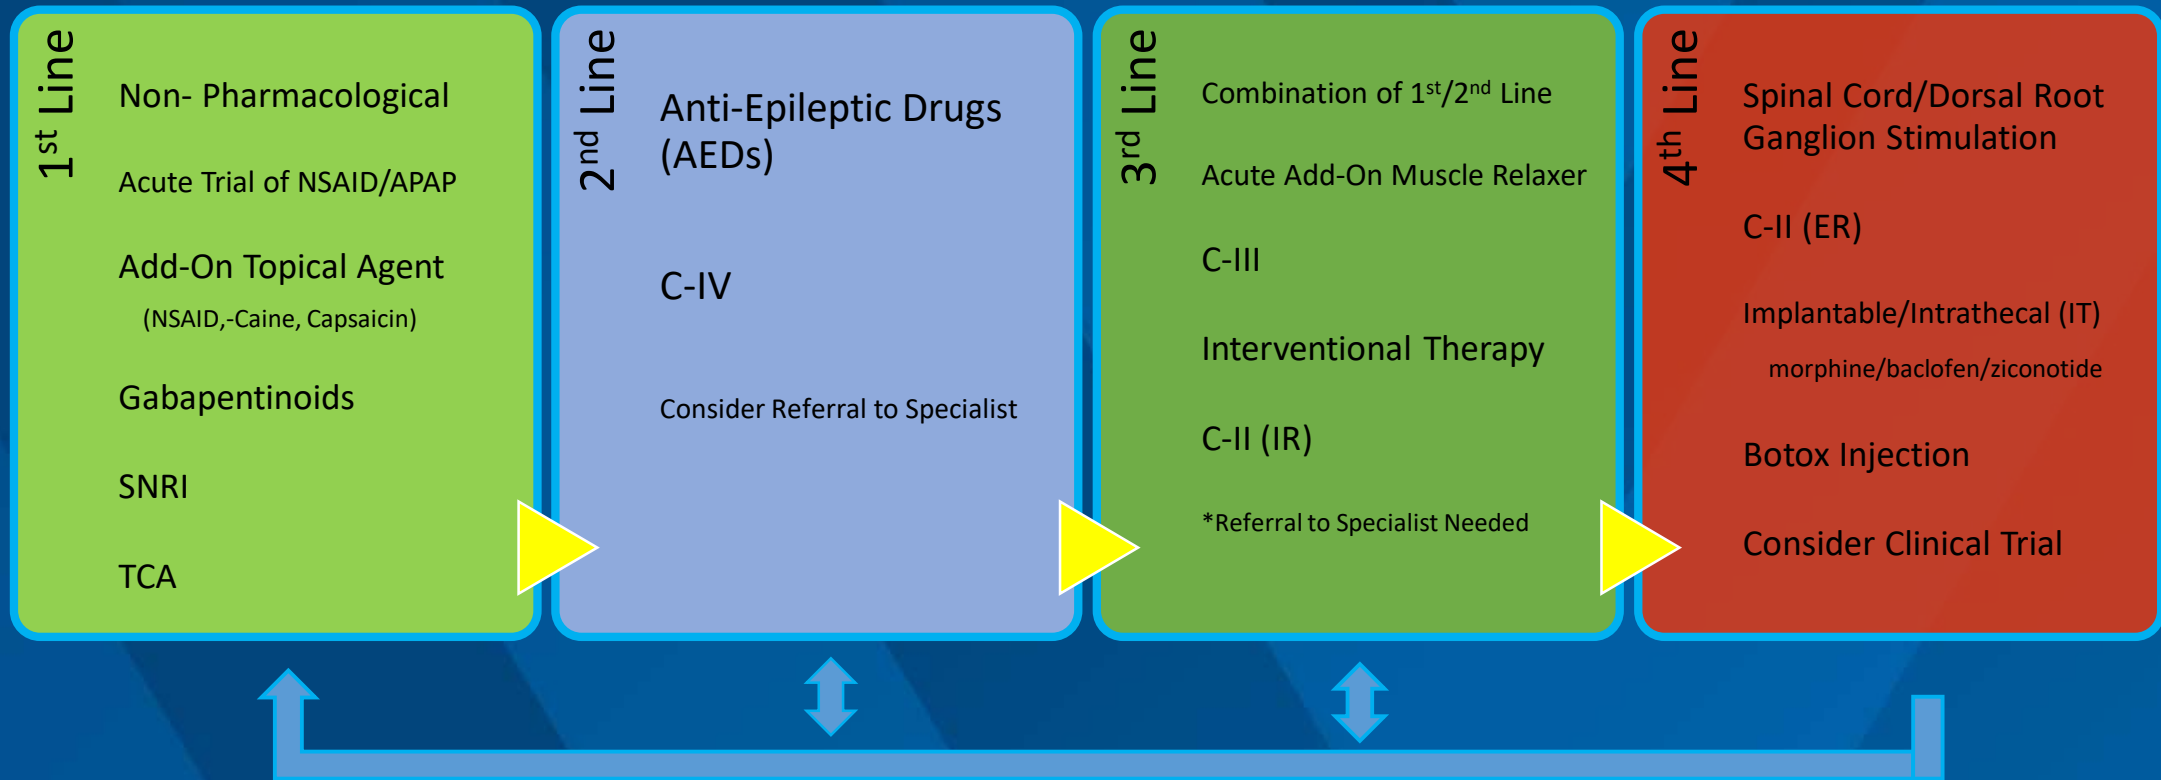 1st Line
Non- Pharmacological
Acute Trial of NSAID/APAP
Add-On Topical Agent
(NSAID,-Caine, Capsaicin)
Gabapentinoids
SNRI
TCA
2nd Line
Anti-Epileptic Drugs
(AEDs)
C-IV
Consider Referral to Specialist
3rd Line
Combination of 1st/2nd Line
Acute Add-On Muscle Relaxer
C-III
Interventional Therapy
C-II (IR)
*Referral to Specialist Needed
4th Line
Spinal Cord/Dorsal Root
Ganglion Stimulation
C-II (ER)
Implantable/Intrathecal (IT)
morphine/baclofen/ziconotide
Botox Injection
Consider Clinical Trial